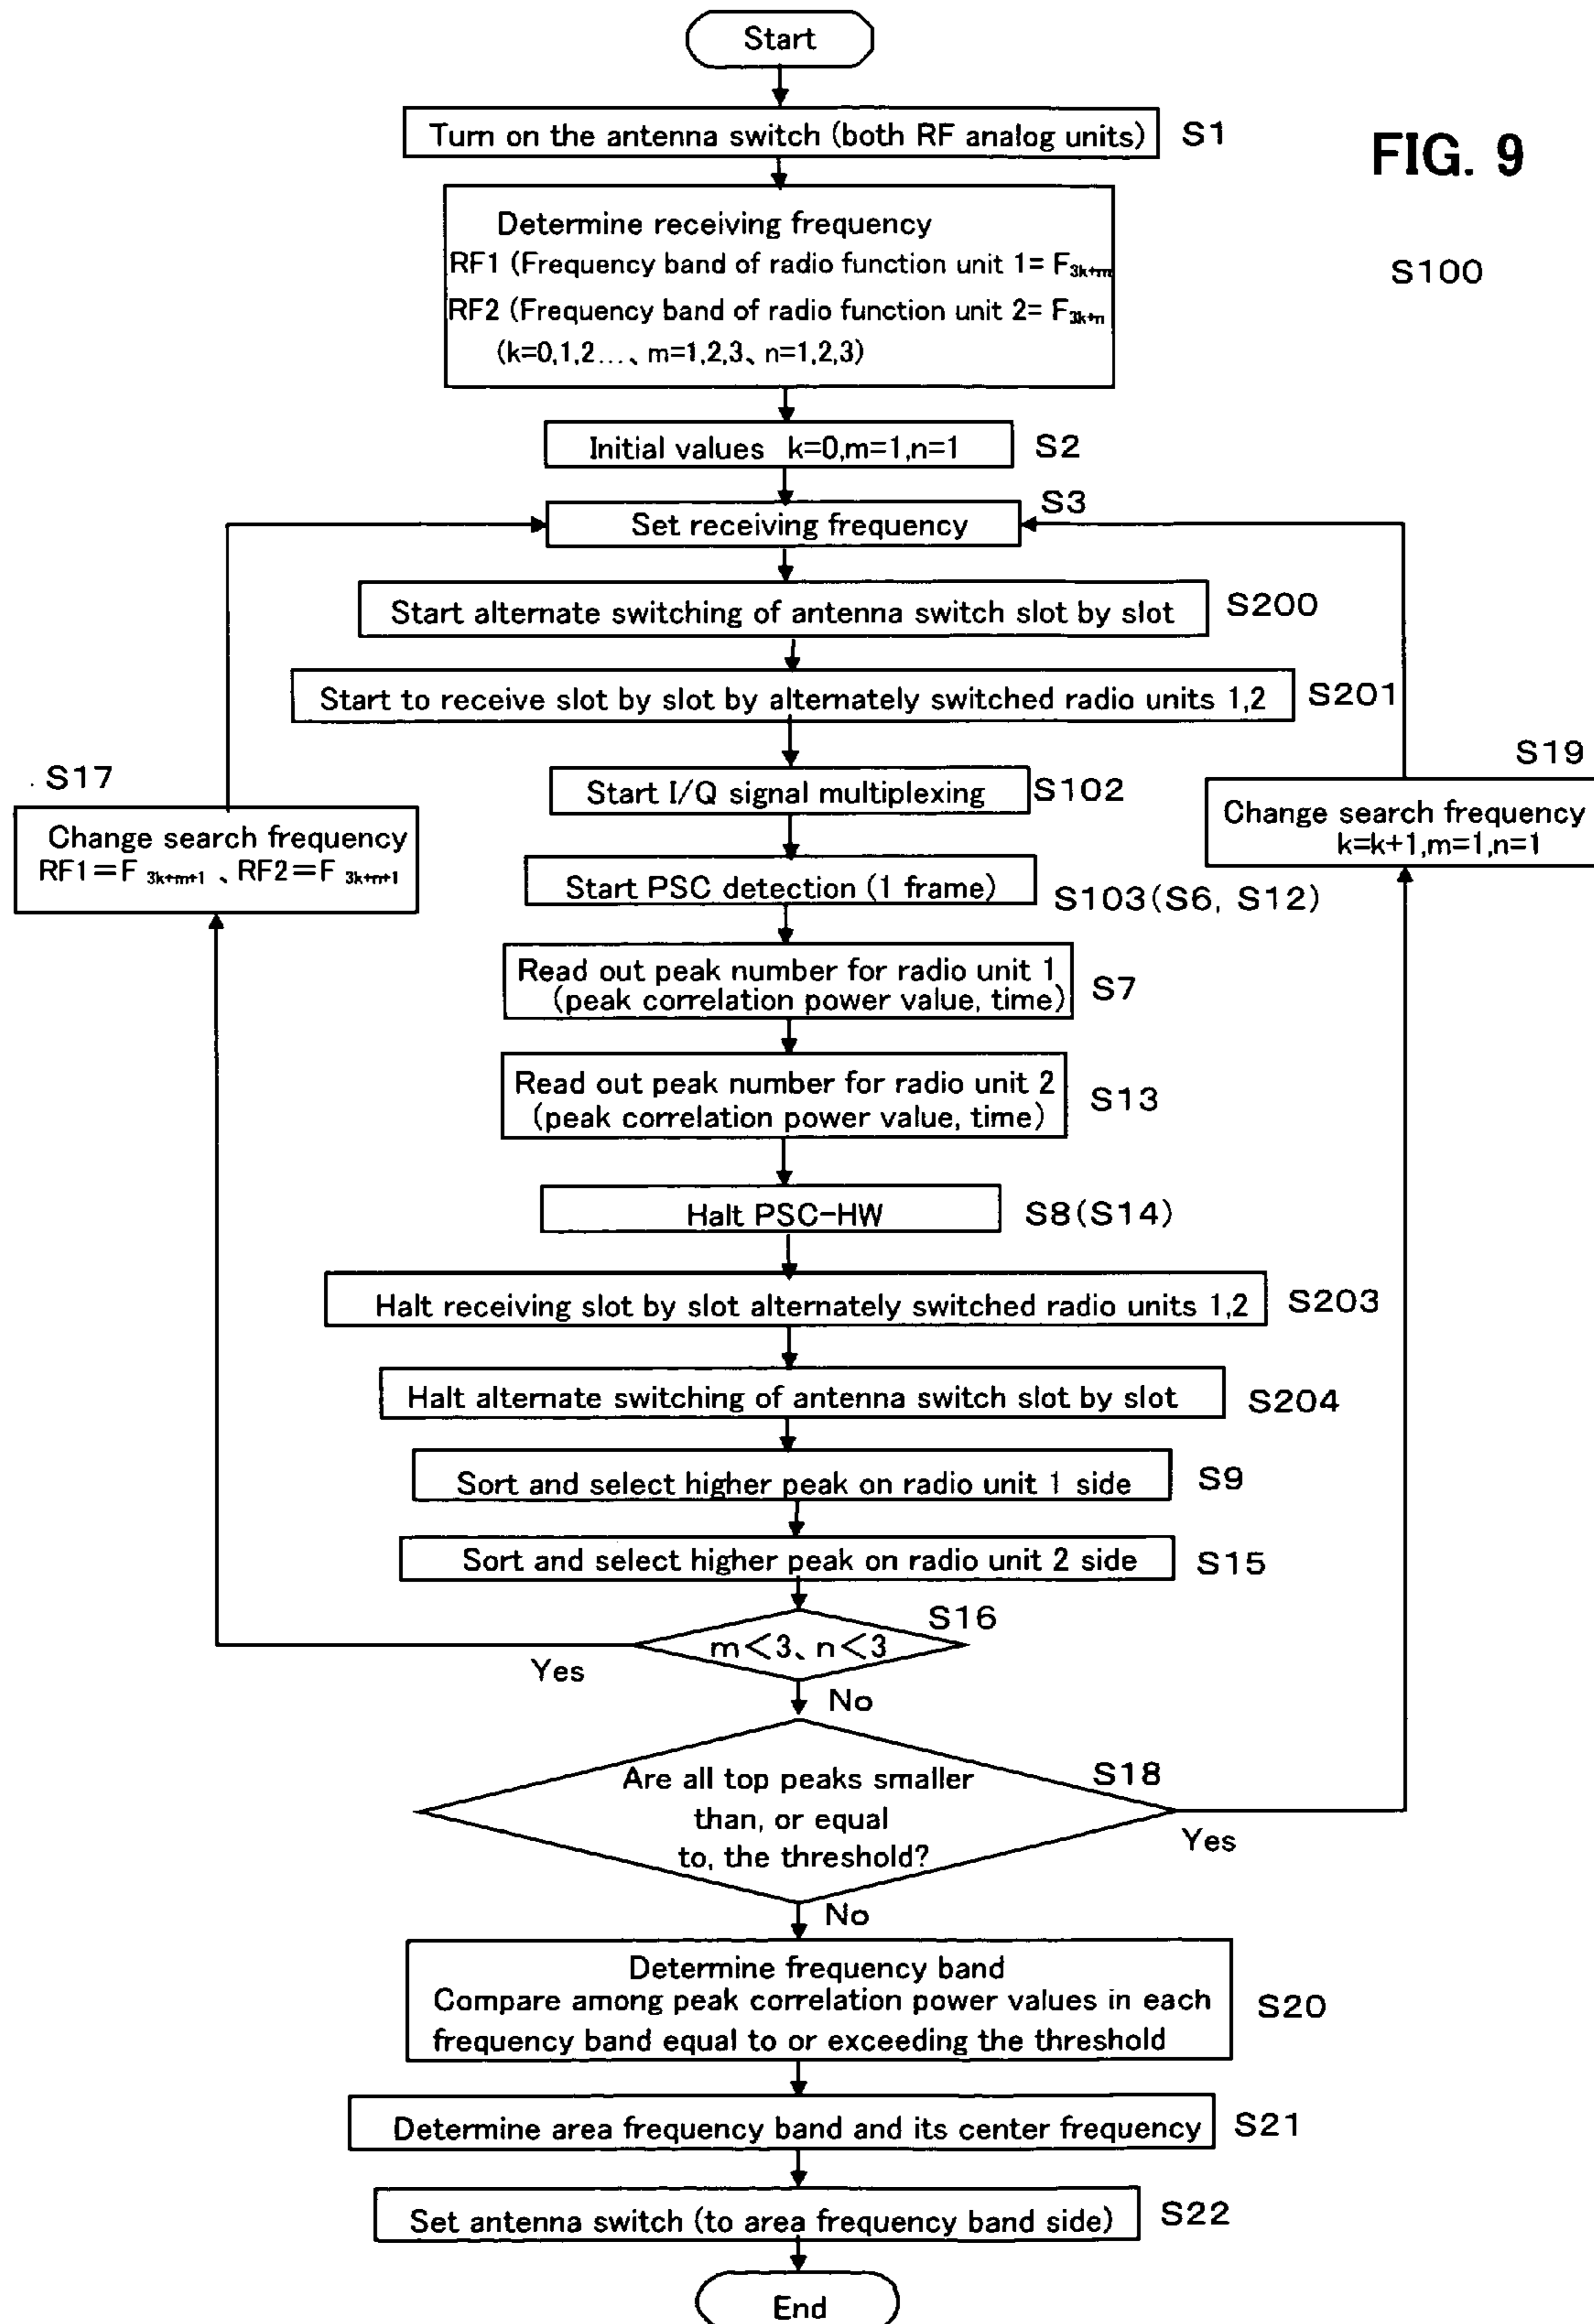 Start
Turn on the antenna switch (both RF analog units)
S1
FIG. 9
Determine receiving frequency
RF1 (Frequency band of radio function unit 1= F3k+m
RF2 (Frequency band of radio function unit 2= F3k+n
(k=0,1,2...、m=1,2,3、n=1,2,3)
S100
Initial values k=0,m=1,n=1
S2
S3
Set receiving frequency
Start alternate switching of antenna switch slot by slot
S200
Start to receive slot by slot by alternately switched radio units 1,2
S201
S17
Change search frequency
RF1=F 3k+m+1 、RF2=F 3k+n+1
Start I/Q signal multiplexing
S102
S19
Change search frequency
k=k+1,m=1,n=1
Start PSC detection (1 frame)
S103(S6, S12)
Read out peak number for radio unit 1
(peak correlation power value, time)
S7
Read out peak number for radio unit 2
(peak correlation power value, time)
S13
Halt PSC-HW
S8(S14)
Halt receiving slot by slot alternately switched radio units 1,2
S203
Halt alternate switching of antenna switch slot by slot
S204
Sort and select higher peak on radio unit 1 side
S9
Sort and select higher peak on radio unit 2 side
S15
S16
m<3、n<3
Yes
No
S18
Are all top peaks smaller
than, or equal
to, the threshold?
Yes
No
Determine frequency band
Compare among peak correlation power values in each
frequency band equal to or exceeding the threshold
S20
Determine area frequency band and its center frequency
S21
Set antenna switch (to area frequency band side)
S22
End